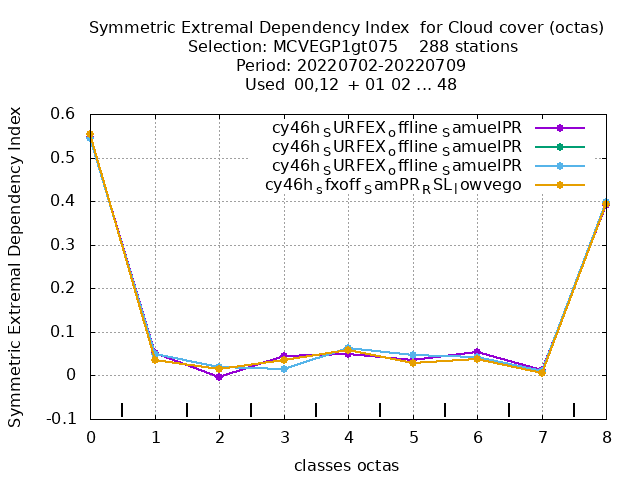 Symmetric Extremal Dependency Index  for Cloud cover (octas)
Selection: MCVEGP1gt075    288 stations
Period: 20220702-20220709
Used  00,12  + 01 02 ... 48
Symmetric Extremal Dependency Index
0.6
0.5
0.4
0.3
0.2
0.1
0
-0.1
cy46h_SURFEX_offline_SamuelPR
cy46h_SURFEX_offline_SamuelPR
cy46h_SURFEX_offline_SamuelPR
cy46h_sfxoff_SamPR_RSL_lowvego
0 1 2 3 4 5 6 7 8
classes octas